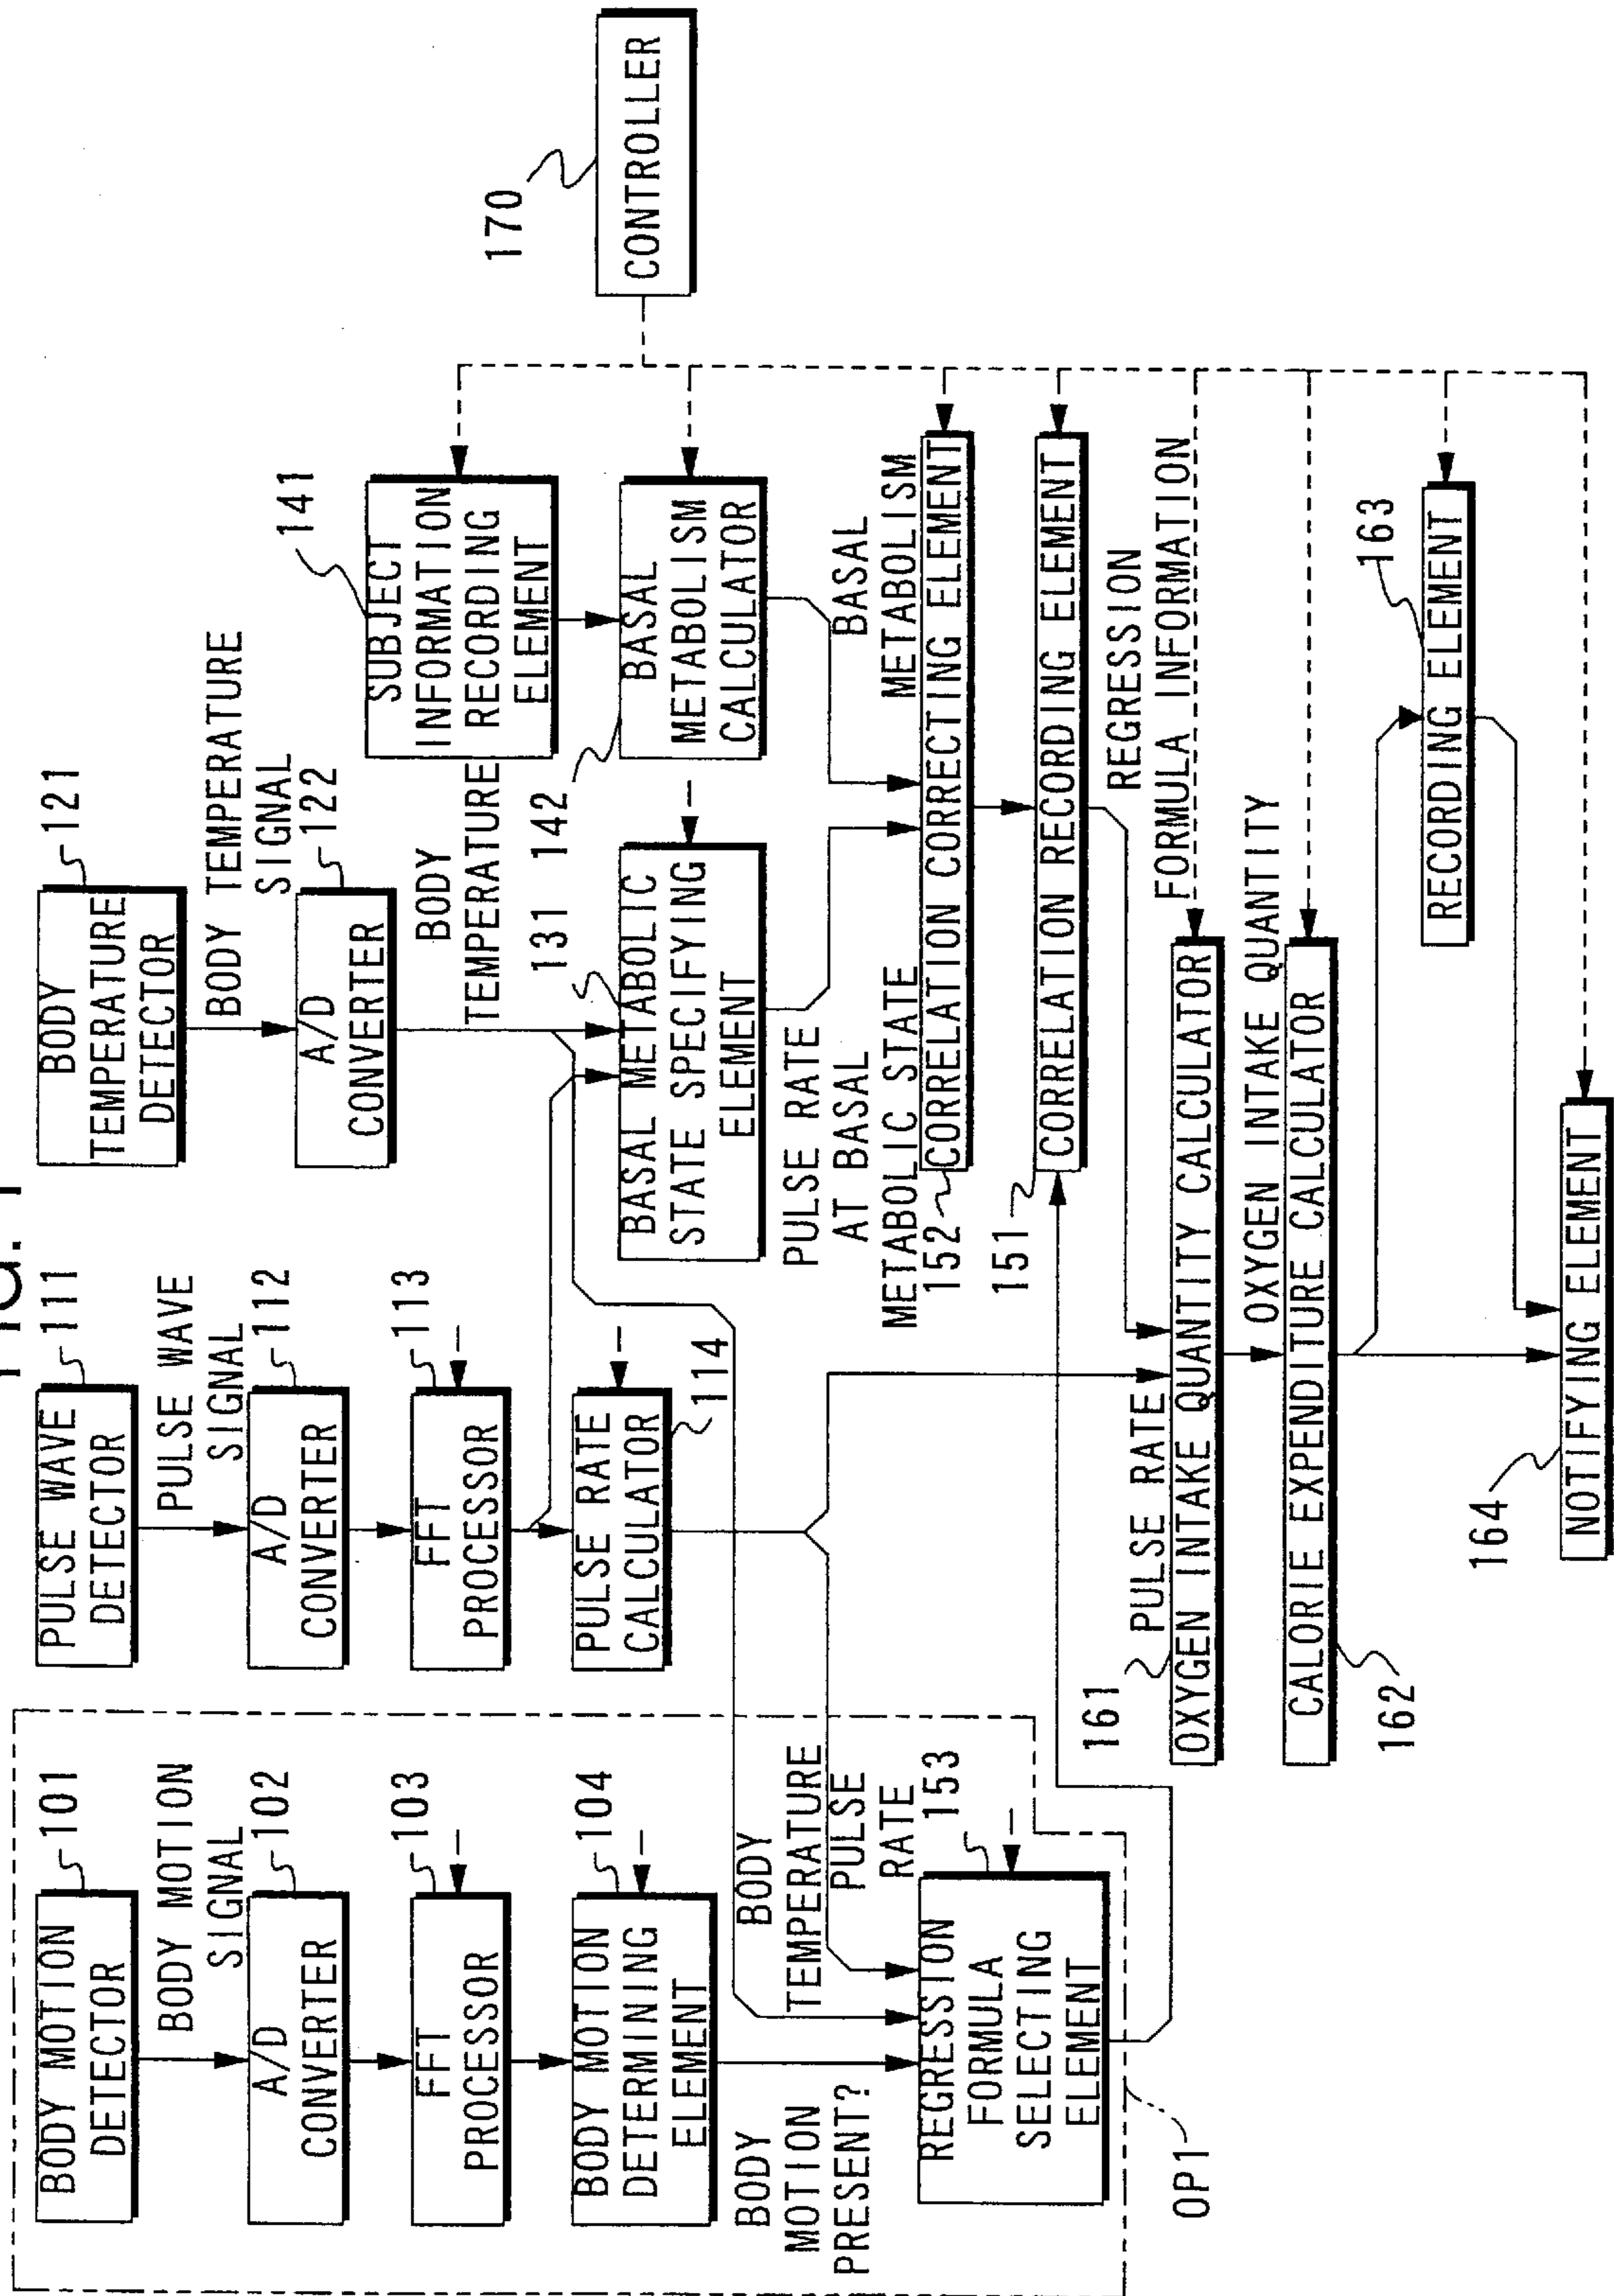 FIG. 1
BODY MOTION
DETECTOR
101
BODY MOTION
SIGNAL
A/D
CONVERTER
102
FFT
PROCESSOR
103
BODY MOTION
DETERMINING
ELEMENT
104
BODY
MOTION
PRESENT?
BODY
TEMPERATURE
PULSE
RATE
REGRESSION
FORMULA
SELECTING
ELEMENT
153
OP1
PULSE WAVE
DETECTOR
111
PULSE WAVE
SIGNAL
A/D
CONVERTER
112
FFT
PROCESSOR
113
PULSE RATE
CALCULATOR
114
BODY
TEMPERATURE
DETECTOR
121
BODY TEMPERATURE
SIGNAL
A/D
CONVERTER
122
BODY
TEMPERATURE
131
142
BASAL METABOLIC
STATE SPECIFYING
ELEMENT
SUBJECT
INFORMATION
RECORDING
ELEMENT
141
BASAL
METABOLISM
CALCULATOR
PULSE RATE
AT BASAL
METABOLIC STATE
BASAL
METABOLISM
152
CORRELATION CORRECTING ELEMENT
151
CORRELATION RECORDING ELEMENT
REGRESSION
FORMULA INFORMATION
161
PULSE RATE
OXYGEN INTAKE QUANTITY CALCULATOR
OXYGEN INTAKE QUANTITY
CALORIE EXPENDITURE CALCULATOR
162
RECORDING ELEMENT
163
164
NOTIFYING ELEMENT
170
CONTROLLER